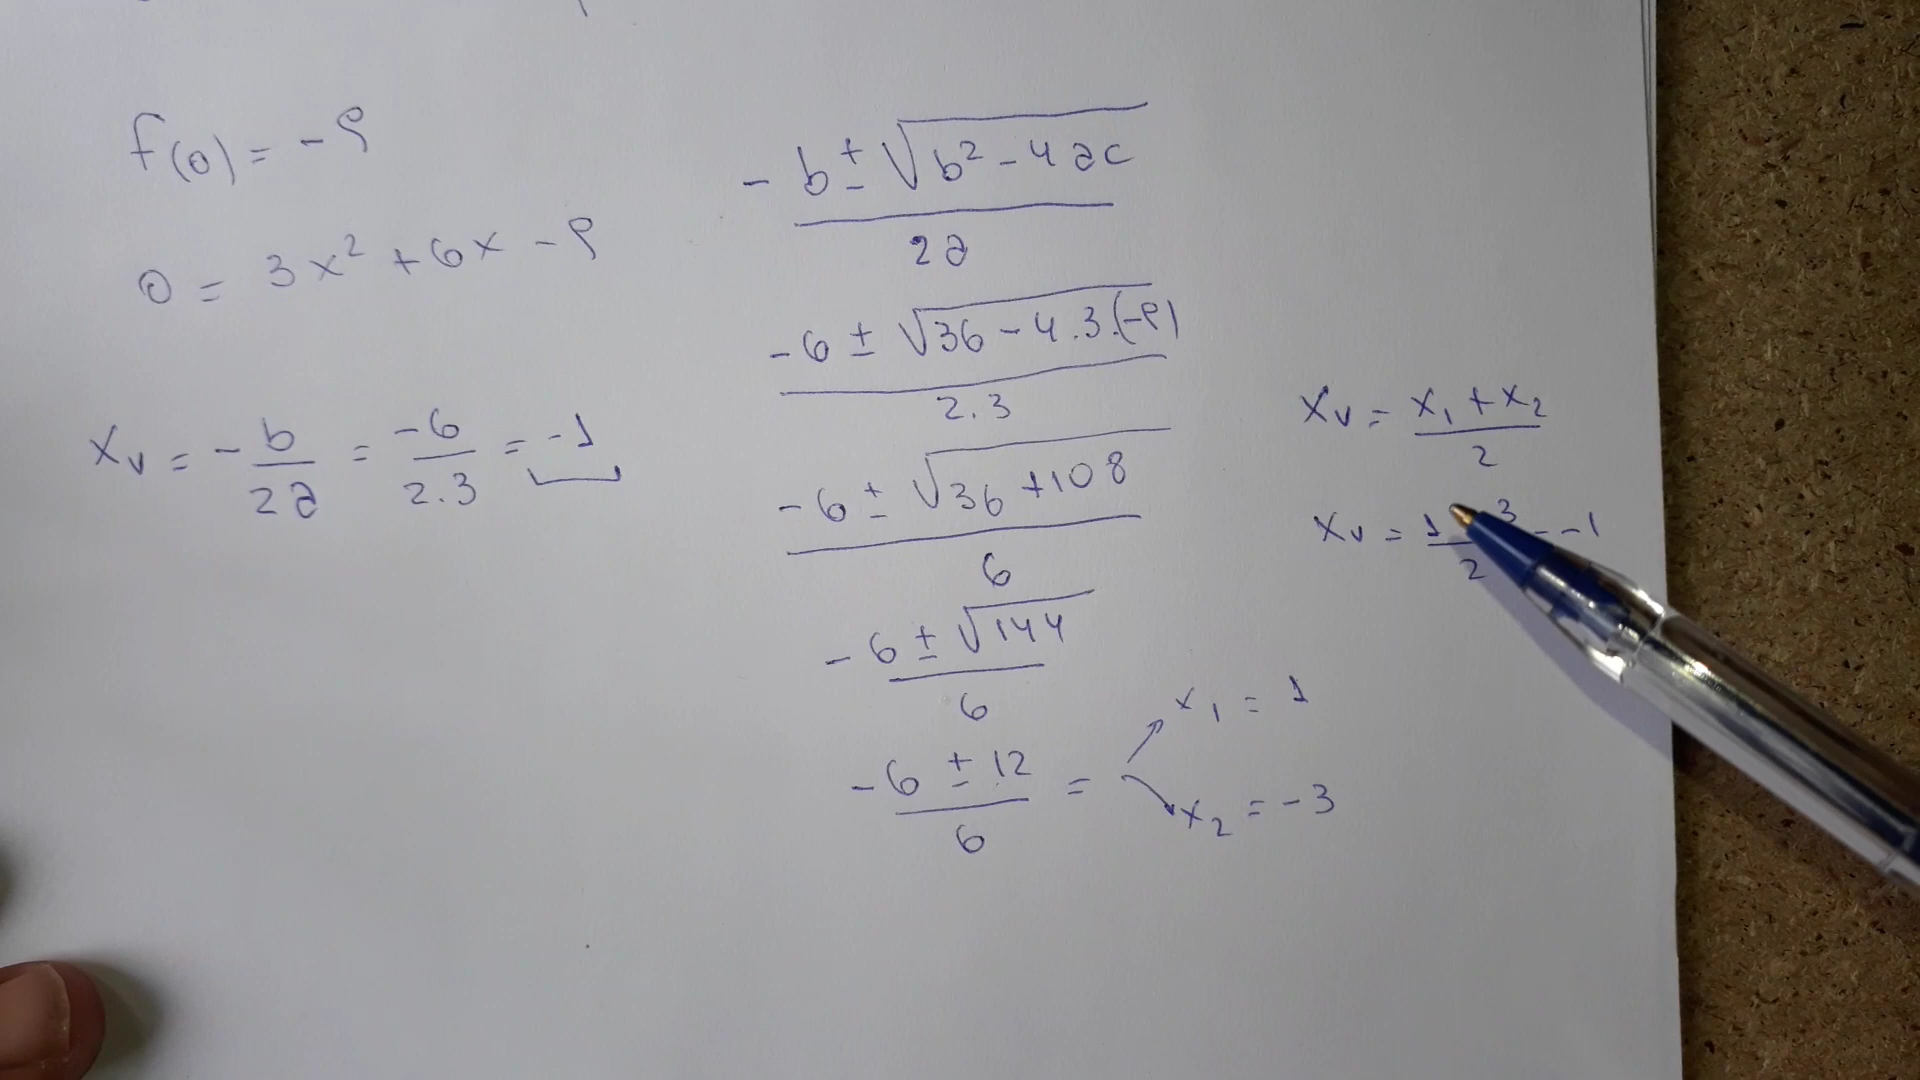 f(0) = -9
0 = 3x² + 6x - 9
xᵥ = - b/2a = -6/2.3 = -1
-b ± √(b² - 4ac)
2a
-6 ± √(36 - 4.3.(-9)
2.3
-6 ± √(36 + 108)
6
-6 ± √144
6
-6 ± 12 =
6
x₁ = 1
x₂ = -3
xᵥ = x₁ + x₂
2
xᵥ = 1 3 = -1
2